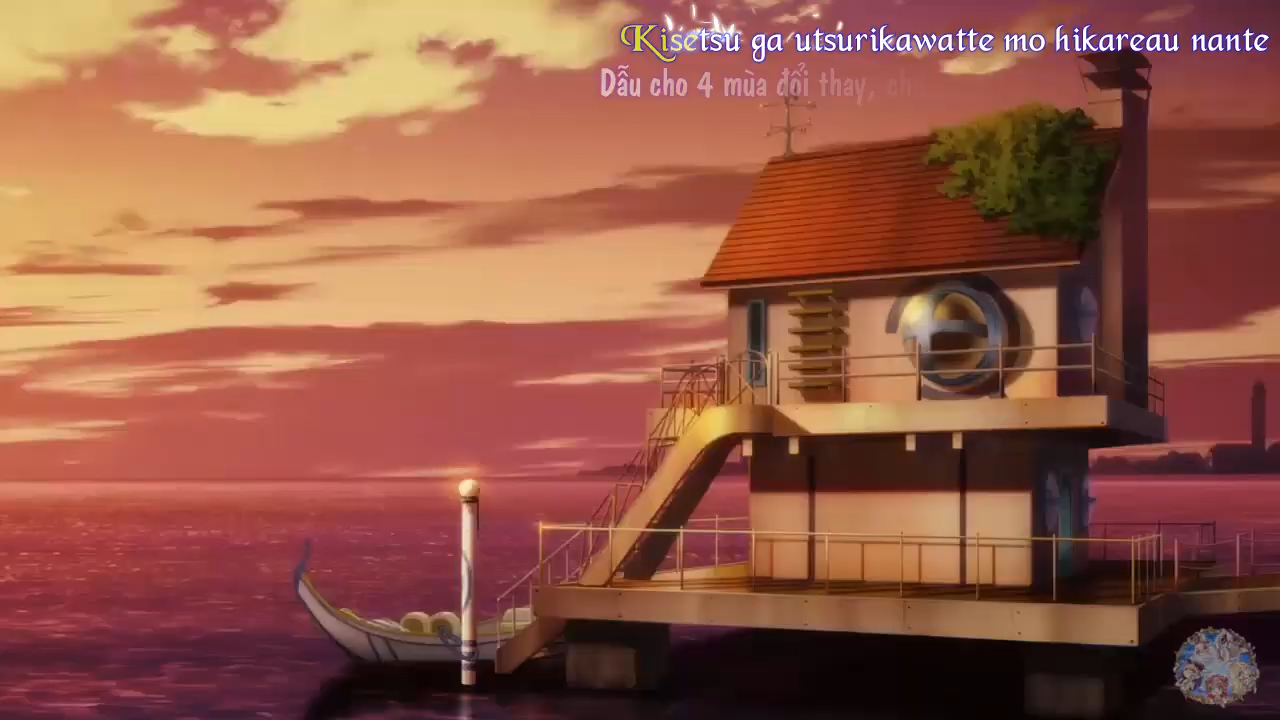 Kisetsu ga utsurikawatte mo hikareau nante
Dẫu cho 4 mùa đổi thay,